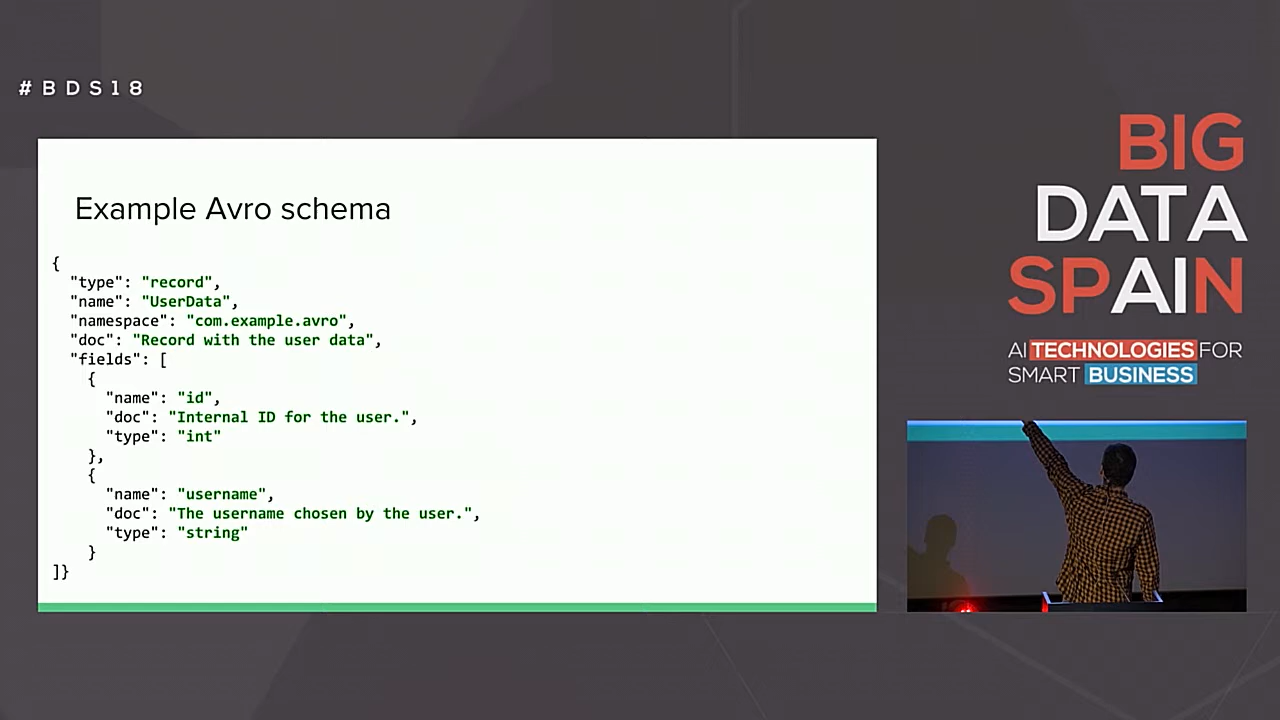 #BDS18
Example Avro schema
{
"type": "record",
"name": "UserData",
"namespace": "com.example.avro",
"doc": "Record with the user data",
"fields": [
{
"name": "id",
"doc": "Internal ID for the user.",
"type": "int"
},
{
"name": "username",
"doc": "The username chosen by the user.",
"type": "string"
}
]}
BIG
DATA
SPAIN
AI TECHNOLOGIES FOR
SMART BUSINESS